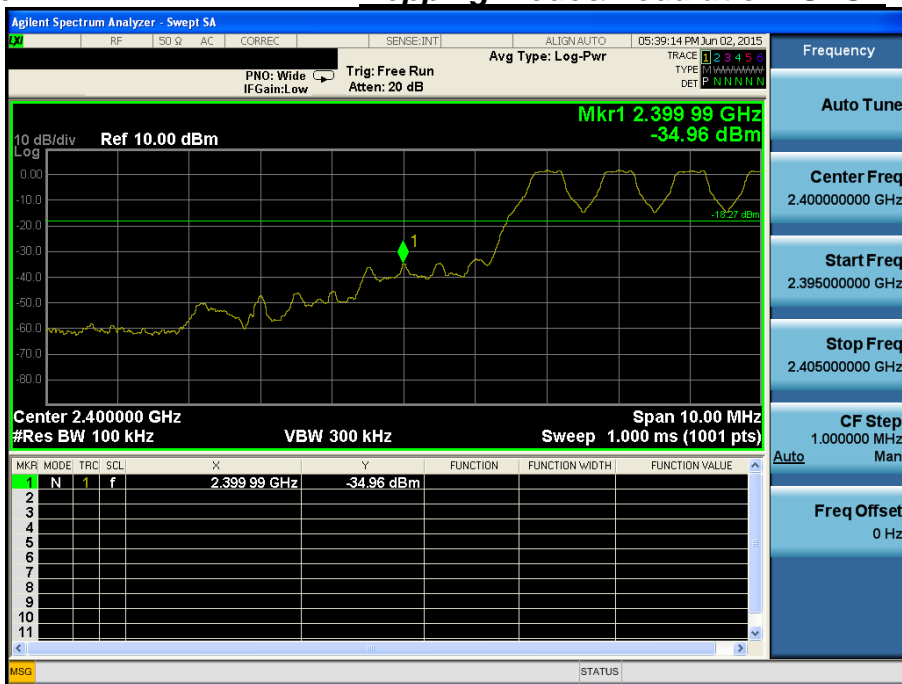 Agilent Spectrum Analyzer - Swept SA
LXI RF 50 Ω AC CORREC SENSE:INT ALIGN AUTO 05:39:14 PM Jun 02, 2015
Frequency
PNO: Wide Trig: Free Run Avg Type: Log-Pwr TRACE 1 2 3 4 5 6
IFGain:Low Atten: 20 dB TYPE M
DET P N N N N N
Auto Tune
Mkr1 2.399 99 GHz
-34.96 dBm
10 dB/div Ref 10.00 dBm
Log
0.00
-10.0
-20.0
-30.0
-40.0
-50.0
-60.0
-70.0
-80.0
-18.27 dBm
1
Center Freq
2.400000000 GHz
Start Freq
2.395000000 GHz
Stop Freq
2.405000000 GHz
Center 2.400000 GHz Span 10.00 MHz
#Res BW 100 kHz VBW 300 kHz Sweep 1.000 ms (1001 pts)
CF Step
1.000000 MHz
Auto Man
Freq Offset
0 Hz
MKR MODE TRC SCL X Y FUNCTION FUNCTION WIDTH FUNCTION VALUE
1 N 1 f 2.399 99 GHz -34.96 dBm
2
3
4
5
6
7
8
9
10
11
MSG STATUS